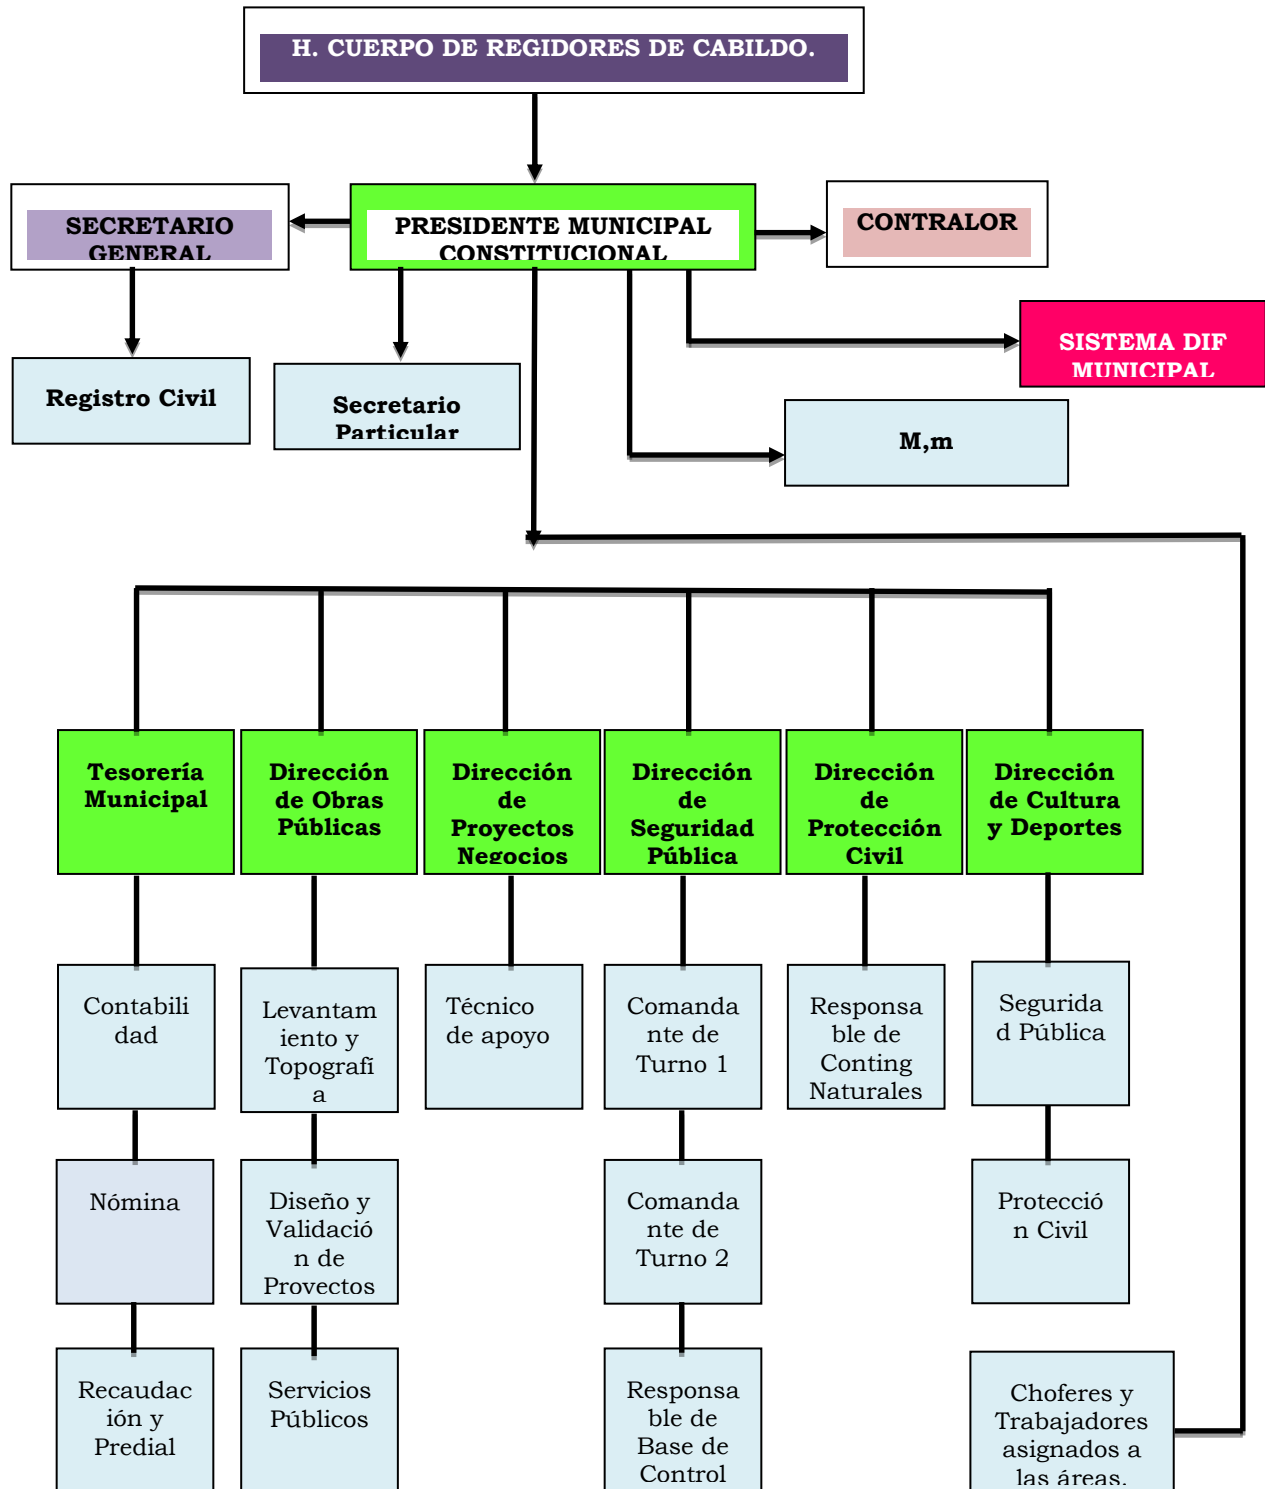 H. CUERPO DE REGIDORES DE CABILDO.
SECRETARIO
GENERAL
PRESIDENTE MUNICIPAL
CONSTITUCIONAL
CONTRALOR
SISTEMA DIF
MUNICIPAL
Registro Civil
Secretario
Particular
M,m
Tesorería
Municipal
Dirección
de Obras
Públicas
Dirección
de
Proyectos
Negocios
Dirección
de
Seguridad
Pública
Dirección
de
Protección
Civil
Dirección
de Cultura
y Deportes
Contabili
dad
Levantam
iento y
Topografí
a
Técnico
de apoyo
Comanda
nte de
Turno 1
Responsa
ble de
Conting
Naturales
Segurida
d Pública
Nómina
Diseño y
Validació
n de
Proyectos
Comanda
nte de
Turno 2
Protecció
n Civil
Recaudac
ión y
Predial
Servicios
Públicos
Responsa
ble de
Base de
Control
Choferes y
Trabajadores
asignados a
las áreas.